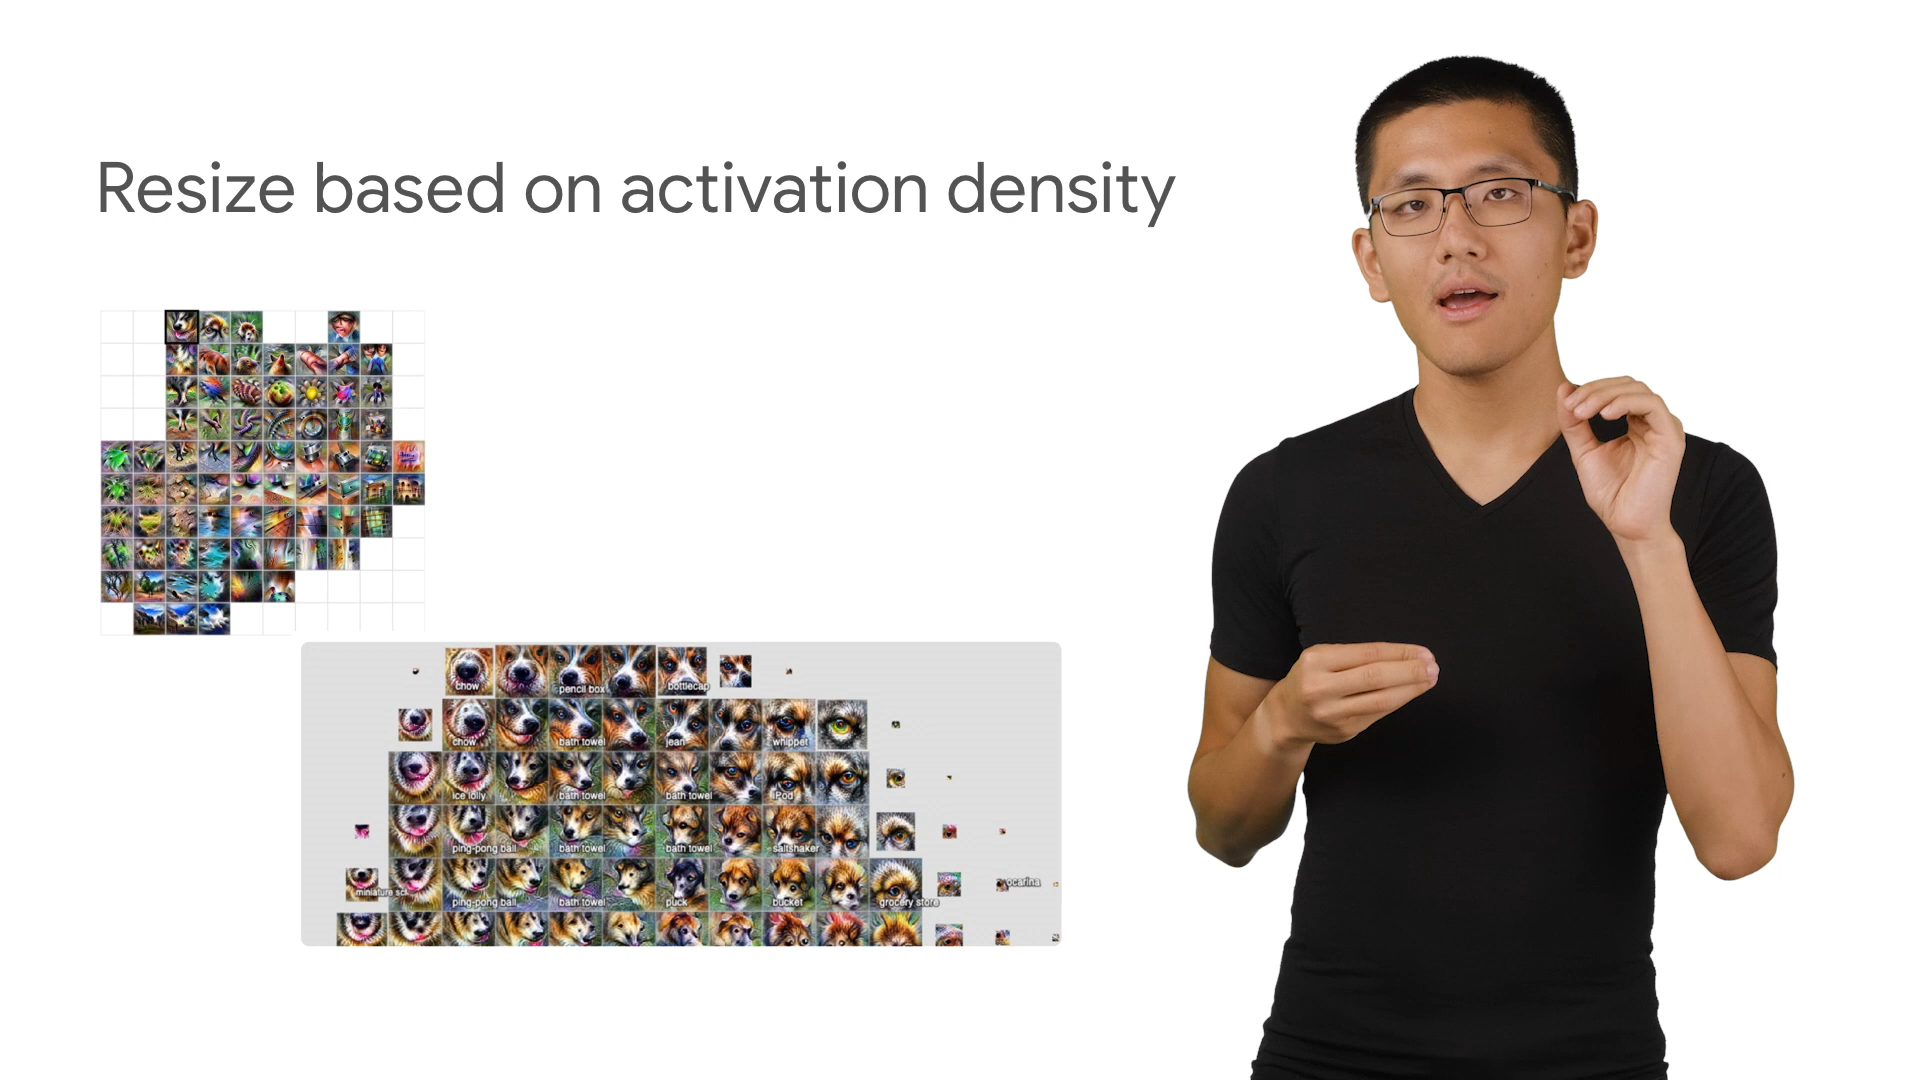 Resize based on activation density
chow pencil box bottlecap
chow bath towel jean whippet
ice lolly bath towel bath towel iPod
ping-pong ball bath towel bath towel saltshaker
miniature sc ocarina
ping-pong ball bath towel puck bucket grocery store